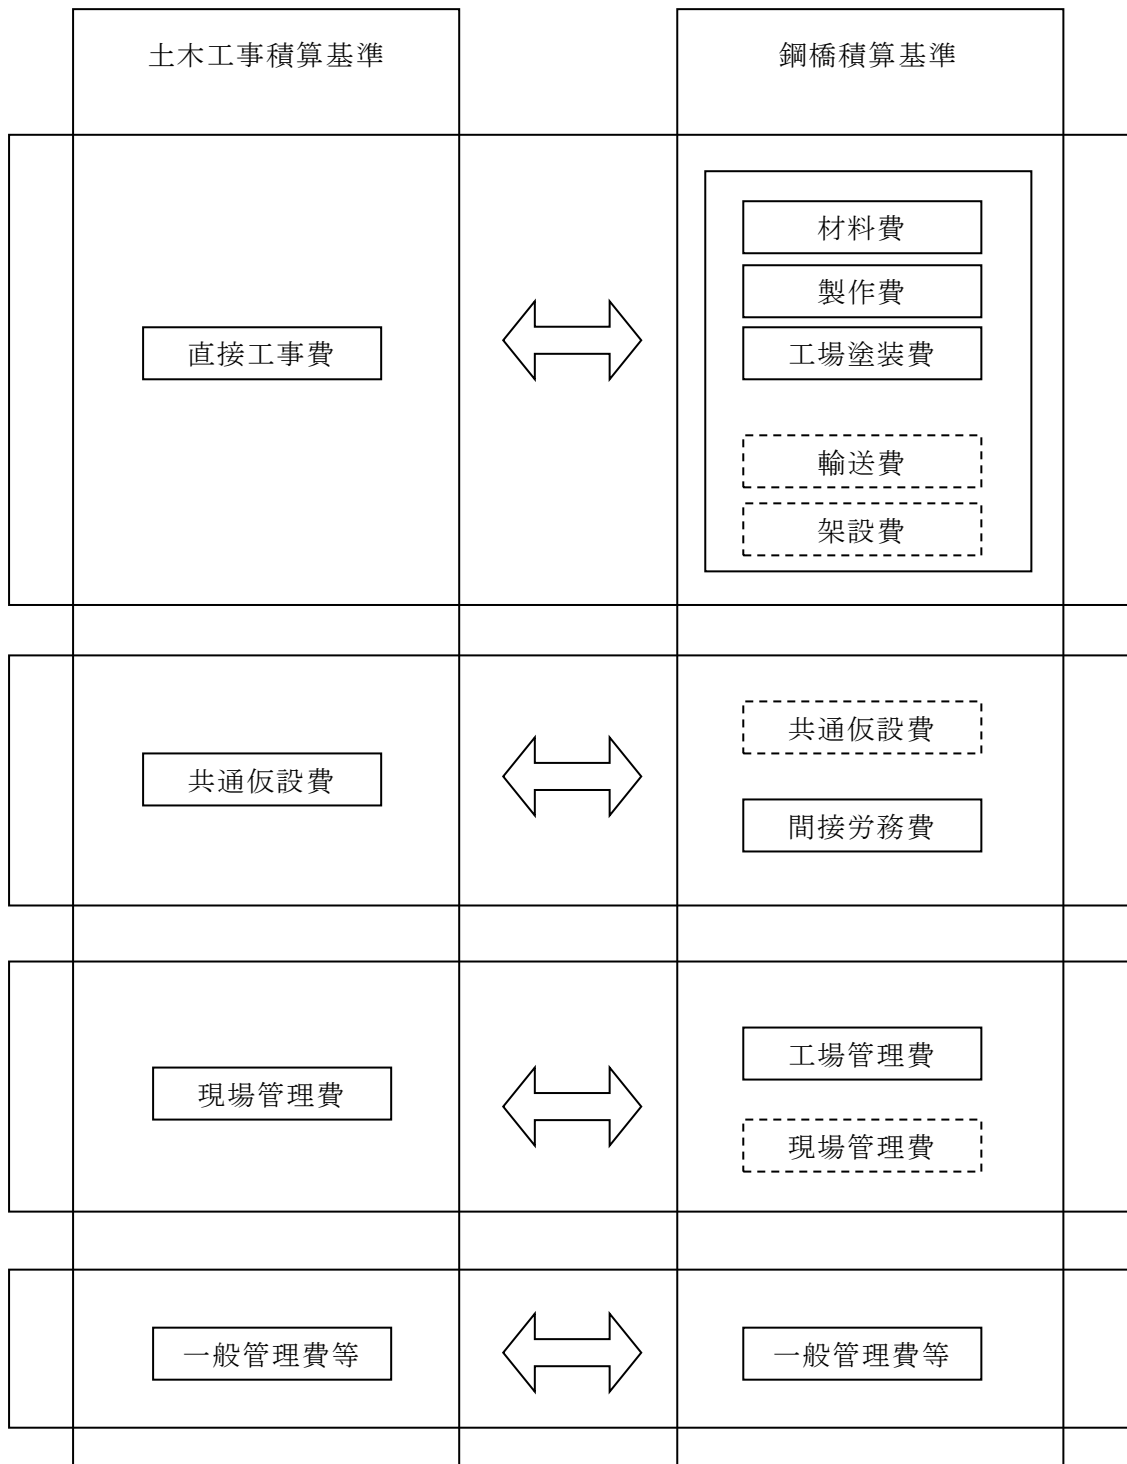 土木工事積算基準
鋼橋積算基準
直接工事費
材料費
製作費
工場塗装費
輸送費
架設費
共通仮設費
共通仮設費
間接労務費
現場管理費
工場管理費
現場管理費
一般管理費等
一般管理費等